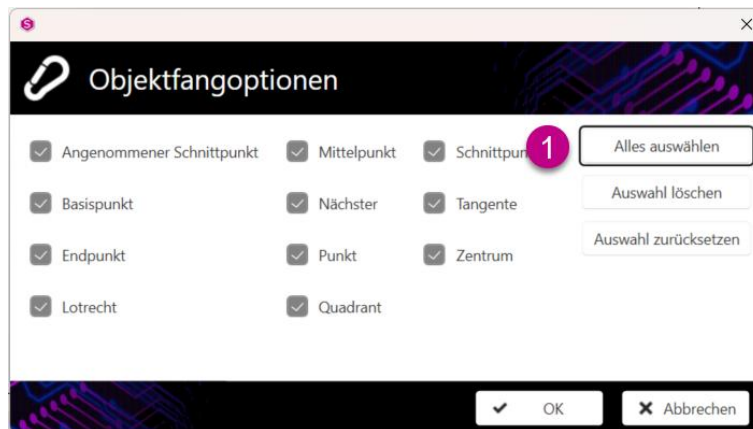 S
Objektfangoptionen
Angenommener Schnittpunkt
Mittelpunkt
1
Alles auswählen
Basispunkt
Nächster
Tangente
Auswahl löschen
Endpunkt
Punkt
Zentrum
Auswahl zurücksetzen
Lotrecht
Quadrant
OK
Abbrechen